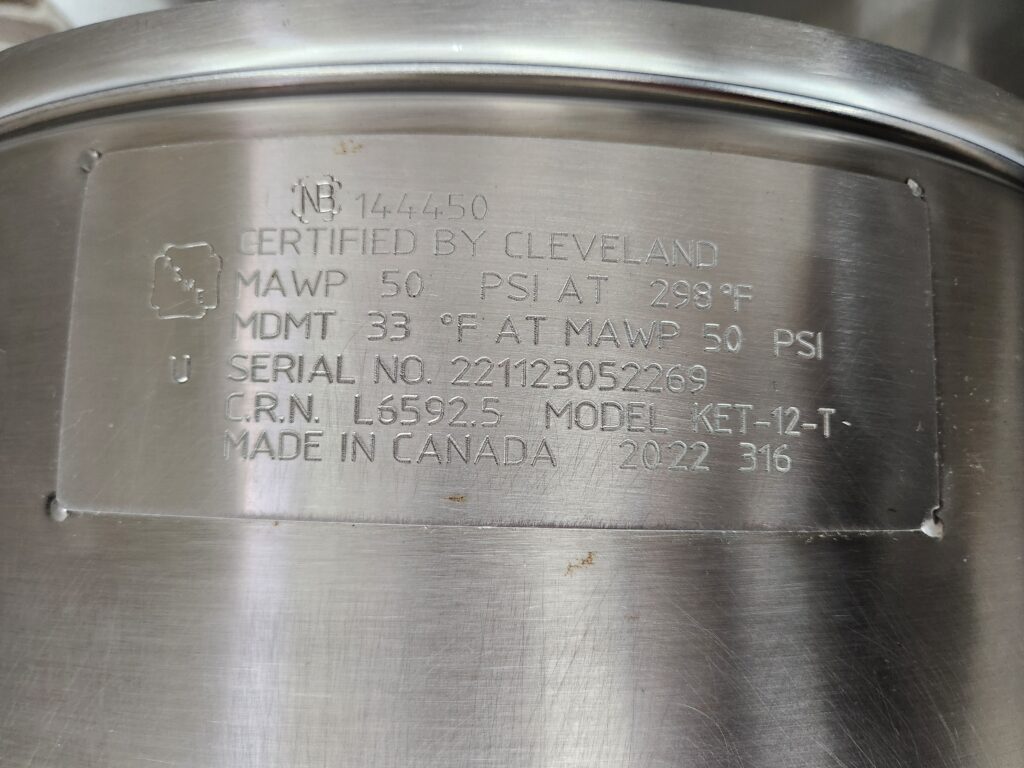 NB 144450
CERTIFIED BY CLEVELAND
MAWP 50 PSI AT 298°F
MDMT 33 °F AT MAWP 50 PSI
U SERIAL NO. 221123052269
C.R.N. L6592.5 MODEL KET-12-T
MADE IN CANADA 2022 316